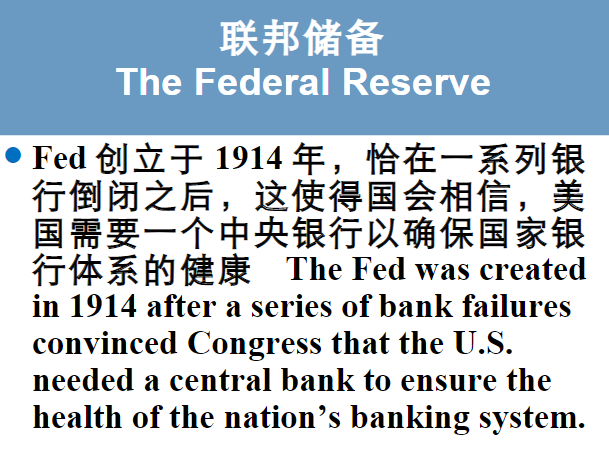 联邦储备
The Federal Reserve
Fed 创立于 1914 年，恰在一系列银
行倒闭之后，这使得国会相信，美
国需要一个中央银行以确保国家银
行体系的健康 The Fed was created
in 1914 after a series of bank failures
convinced Congress that the U.S.
needed a central bank to ensure the
health of the nation’s banking system.